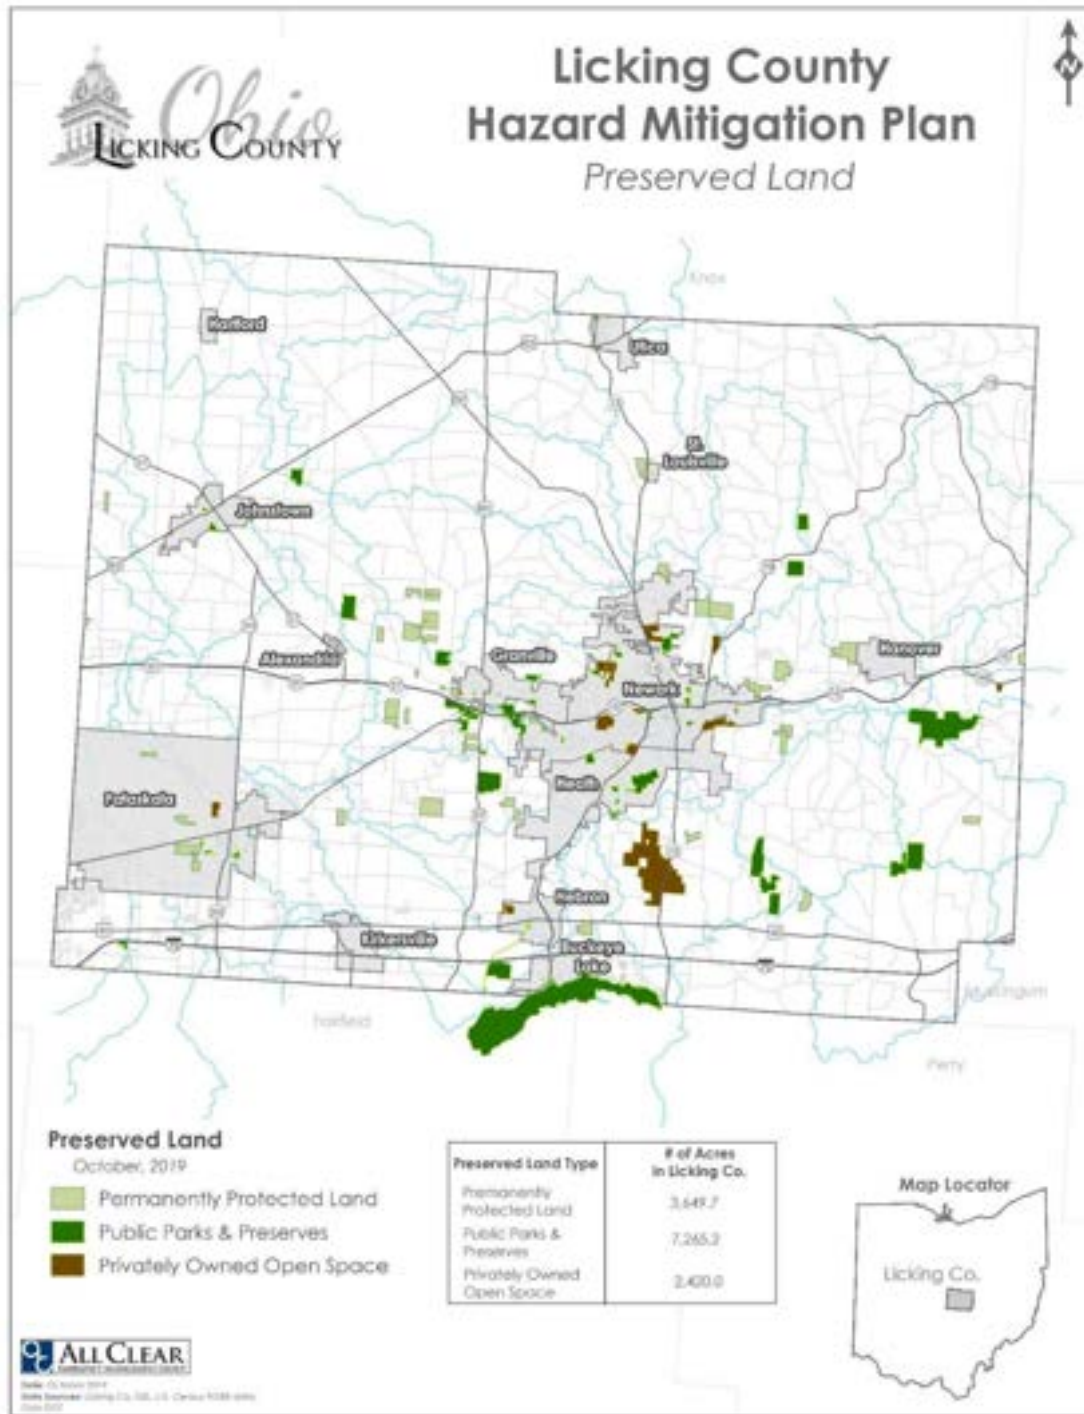 Ohio
LICKING COUNTY
Licking County
Hazard Mitigation Plan
Preserved Land
N
Knox
Hartford
Utica
St.
Louisville
Johnstown
Alexandria
Granville
Hanover
Newark
Pataskala
Heath
Hebron
Kirkersville
Buckeye
Lake
Fairfield
Muskingum
Perry
Preserved Land
October, 2019
Permanently Protected Land
Public Parks & Preserves
Privately Owned Open Space
Preserved Land Type
# of Acres
in Licking Co.
Premanently
Protected Land
3,649.7
Public Parks &
Preserves
7,265.2
Privately Owned
Open Space
2,420.0
Map Locator
Licking Co.
ALL CLEAR